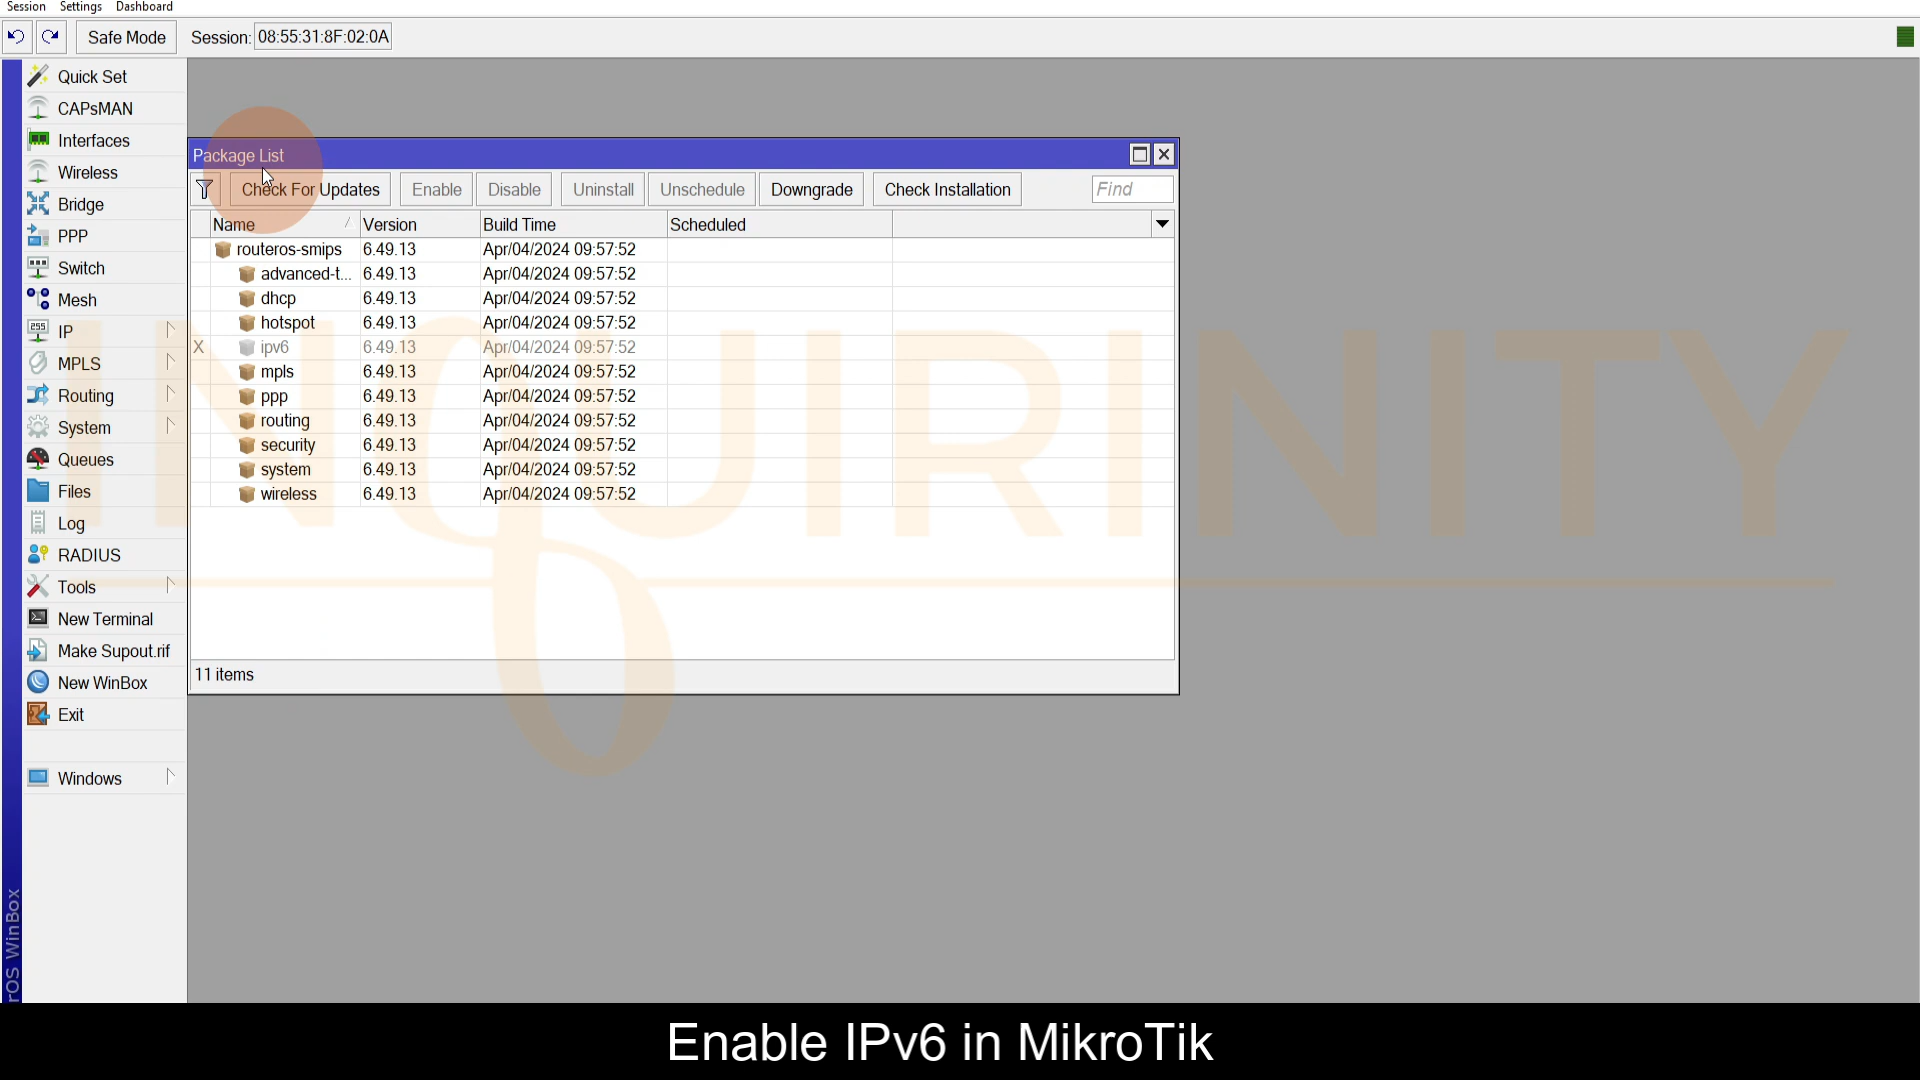 Session Settings Dashboard
Safe Mode Session: 08:55:31:8F:02:0A
Quick Set
CAPsMAN
Interfaces
Wireless
Bridge
PPP
Switch
Mesh
IP
MPLS
Routing
System
Queues
Files
Log
RADIUS
Tools
New Terminal
Make Supout.rif
New WinBox
Exit
Windows
rOS WinBox
Package List
Check For Updates Enable Disable Uninstall Unschedule Downgrade Check Installation Find
Name Version Build Time Scheduled
routeros-smips 6.49.13 Apr/04/2024 09:57:52
advanced-t... 6.49.13 Apr/04/2024 09:57:52
dhcp 6.49.13 Apr/04/2024 09:57:52
hotspot 6.49.13 Apr/04/2024 09:57:52
X ipv6 6.49.13 Apr/04/2024 09:57:52
mpls 6.49.13 Apr/04/2024 09:57:52
ppp 6.49.13 Apr/04/2024 09:57:52
routing 6.49.13 Apr/04/2024 09:57:52
security 6.49.13 Apr/04/2024 09:57:52
system 6.49.13 Apr/04/2024 09:57:52
wireless 6.49.13 Apr/04/2024 09:57:52
11 items
INQUIRINITY
Enable IPv6 in MikroTik